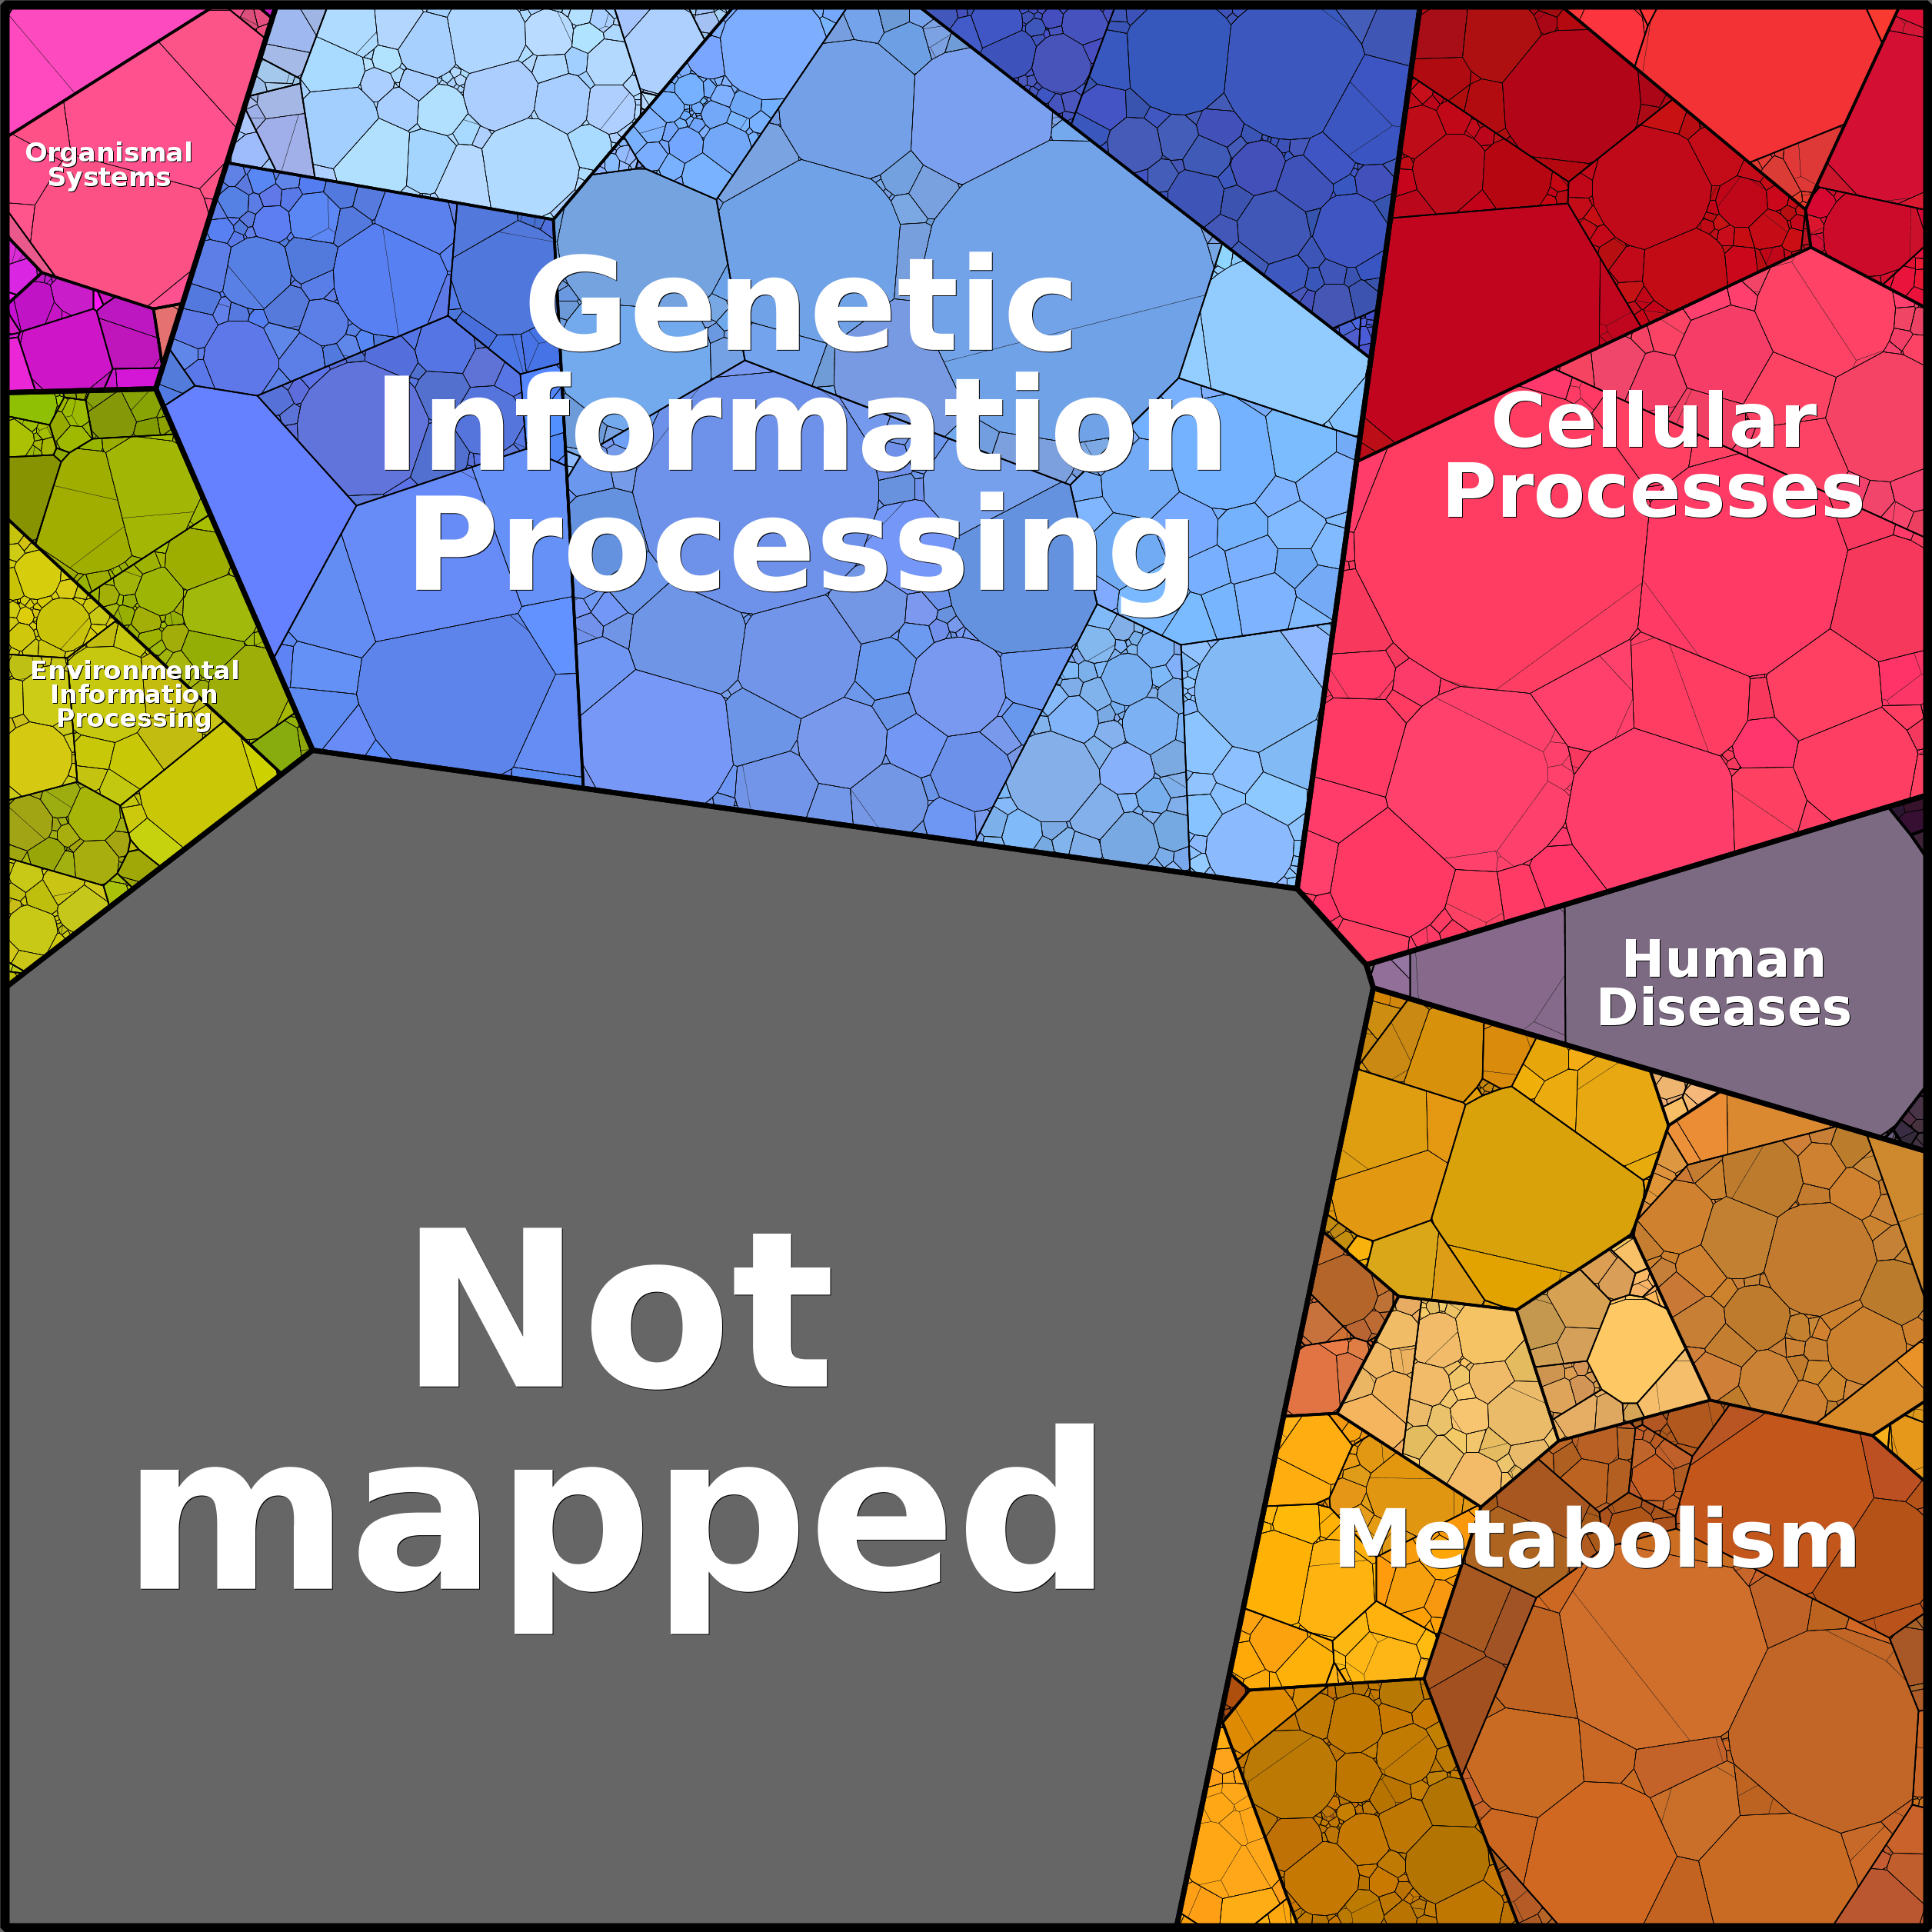 Organismal
Systems
Genetic
Information
Processing
Cellular
Processes
Environmental
Information
Processing
Human
Diseases
Not
mapped
Metabolism